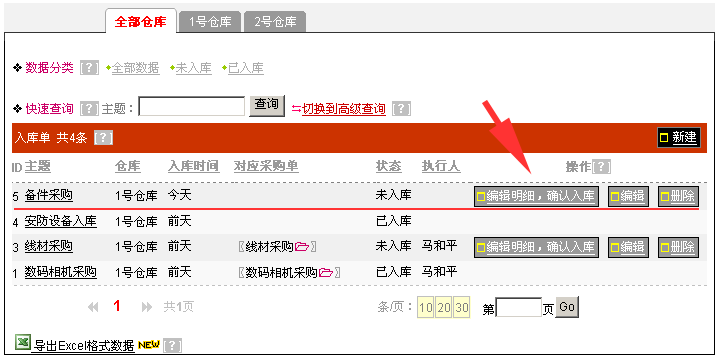 全部仓库 1号仓库 2号仓库
数据分类 [?] 全部数据 未入库 已入库
快速查询 [?] 主题: 查询 切换到高级查询 [?]
入库单 共4条 [?] 新建
ID 主题 仓库 入库时间 对应采购单 状态 执行人 操作[?]
5 备件采购 1号仓库 今天 未入库 编辑明细，确认入库 编辑 删除
4 安防设备入库 1号仓库 前天 已入库
3 线材采购 1号仓库 前天 〖线材采购〗 未入库 马和平 编辑明细，确认入库 编辑 删除
1 数码相机采购 1号仓库 前天 〖数码相机采购〗 已入库 马和平
1 共1页 条/页: 10 20 30 第 页 Go
导出Excel格式数据 NEW [?]